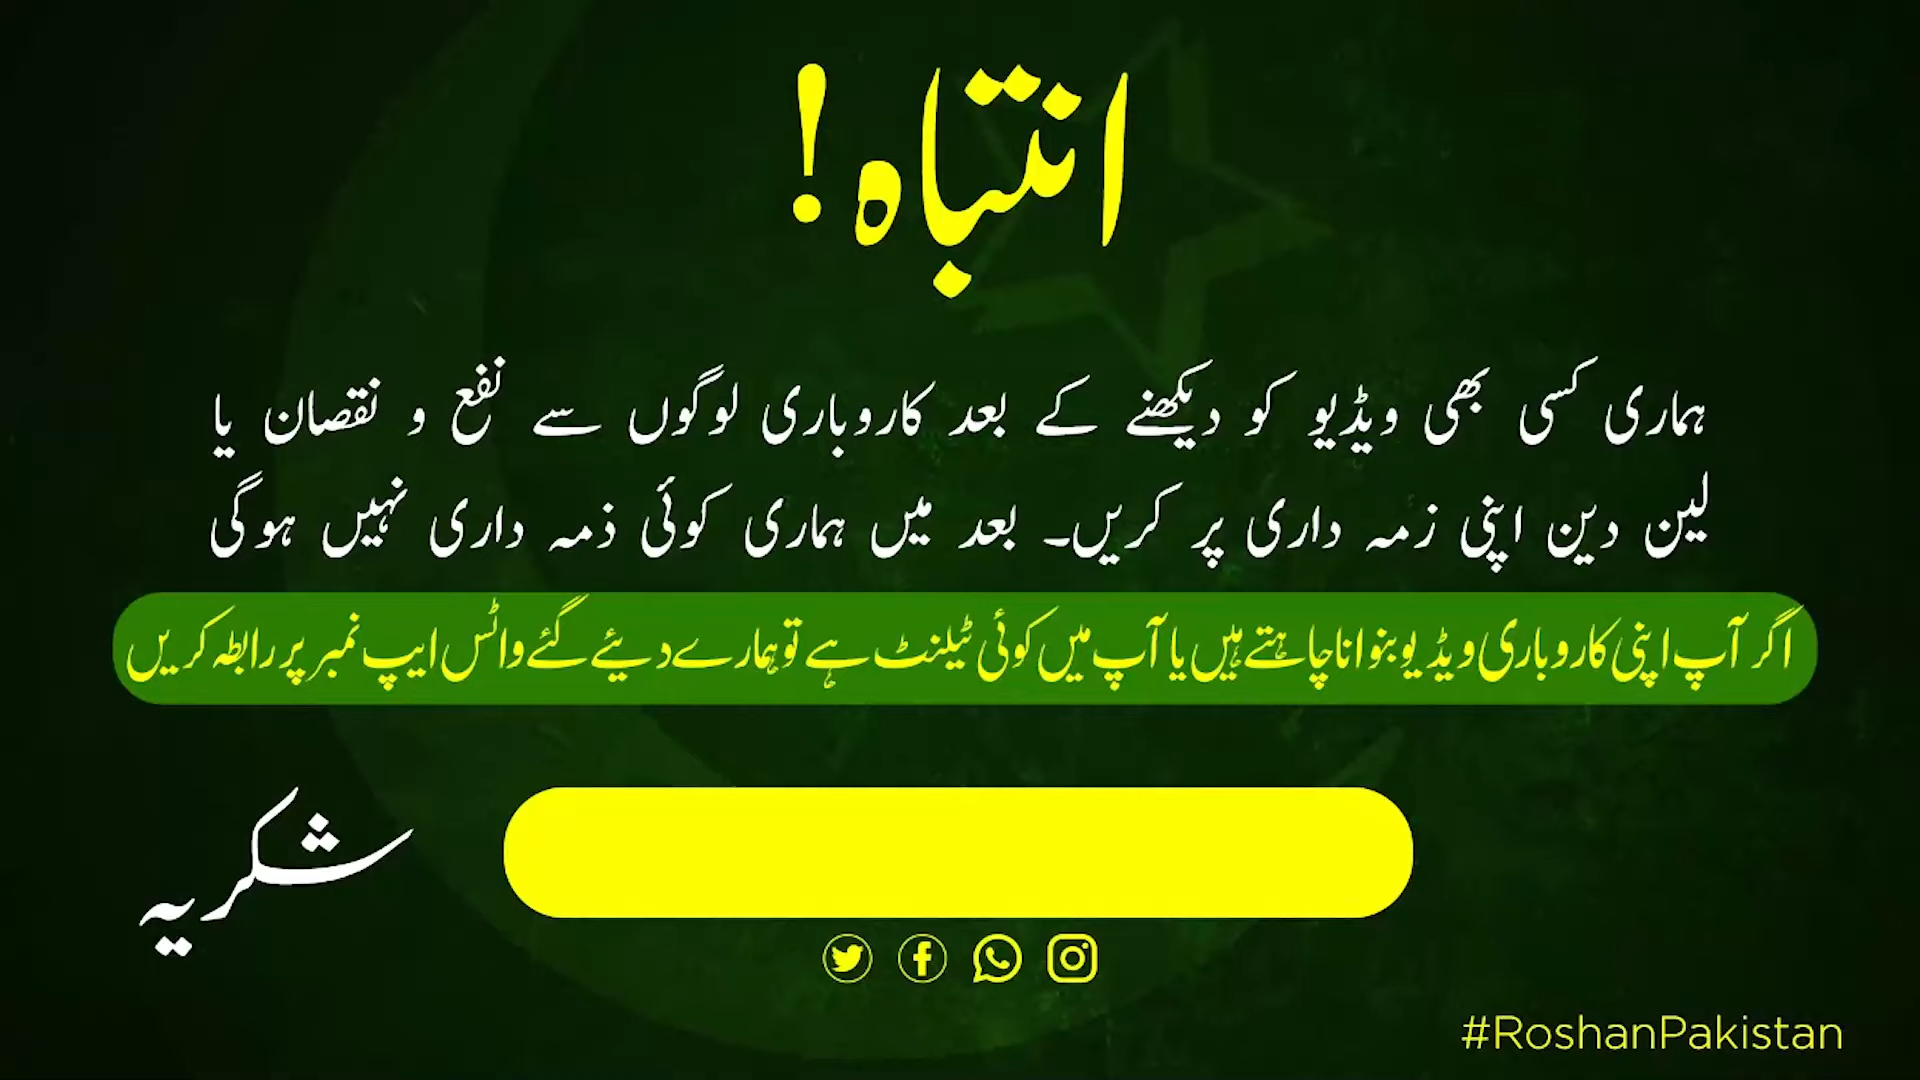 انتباہ!
ہماری کسی بھی ویڈیو کو دیکھنے کے بعد کاروباری لوگوں سے نفع و نقصان یا
لین دین اپنی زمہ داری پر کریں۔ بعد میں ہماری کوئی ذمہ داری نہیں ہوگی
اگر آپ اپنی کاروباری ویڈیو بنوانا چاہتے ہیں یا آپ میں کوئی ٹیلنٹ ہے تو ہمارے دیئے گئے واٹس ایپ نمبر پر رابطہ کریں
شکریہ
#RoshanPakistan